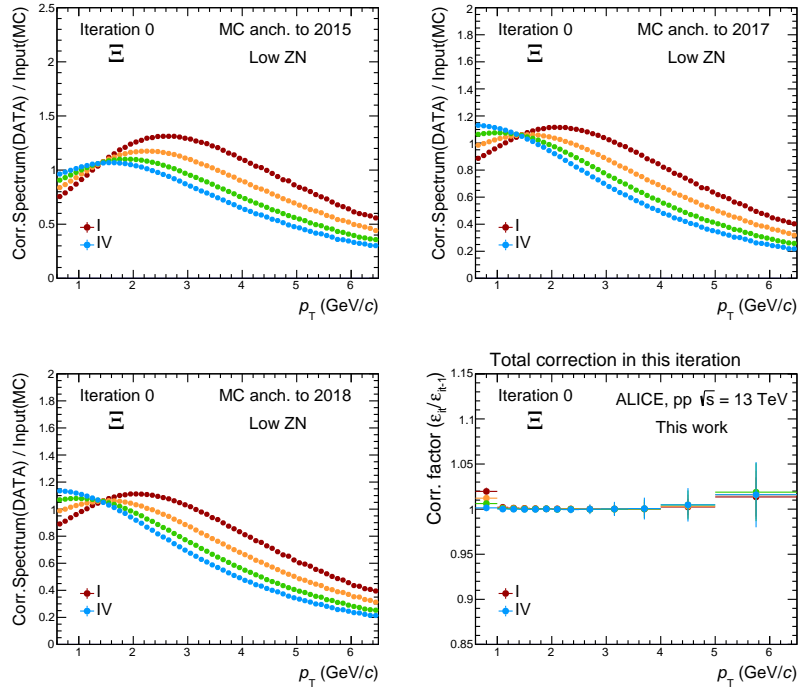 Corr.Spectrum(DATA) / Input(MC)
2.5
2
1.5
1
0.5
0
Iteration 0
MC anch. to 2015
Ξ
Low ZN
I
IV
1 2 3 4 5 6
p_T (GeV/c)
Corr.Spectrum(DATA) / Input(MC)
2
1.8
1.6
1.4
1.2
1
0.8
0.6
0.4
0.2
0
Iteration 0
MC anch. to 2017
Ξ
Low ZN
I
IV
1 2 3 4 5 6
p_T (GeV/c)
Corr.Spectrum(DATA) / Input(MC)
2
1.8
1.6
1.4
1.2
1
0.8
0.6
0.4
0.2
0
Iteration 0
MC anch. to 2018
Ξ
Low ZN
I
IV
1 2 3 4 5 6
p_T (GeV/c)
Total correction in this iteration
Corr. factor (ε_it/ε_it-1)
1.15
1.1
1.05
1
0.95
0.9
0.85
Iteration 0
ALICE, pp √s = 13 TeV
Ξ
This work
I
IV
1 2 3 4 5 6
p_T (GeV/c)